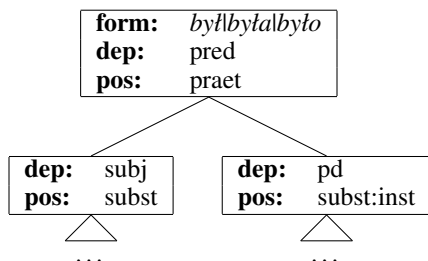 form: był|była|było
dep: pred
pos: praet
dep: subj
pos: subst
dep: pd
pos: subst:inst
...
...